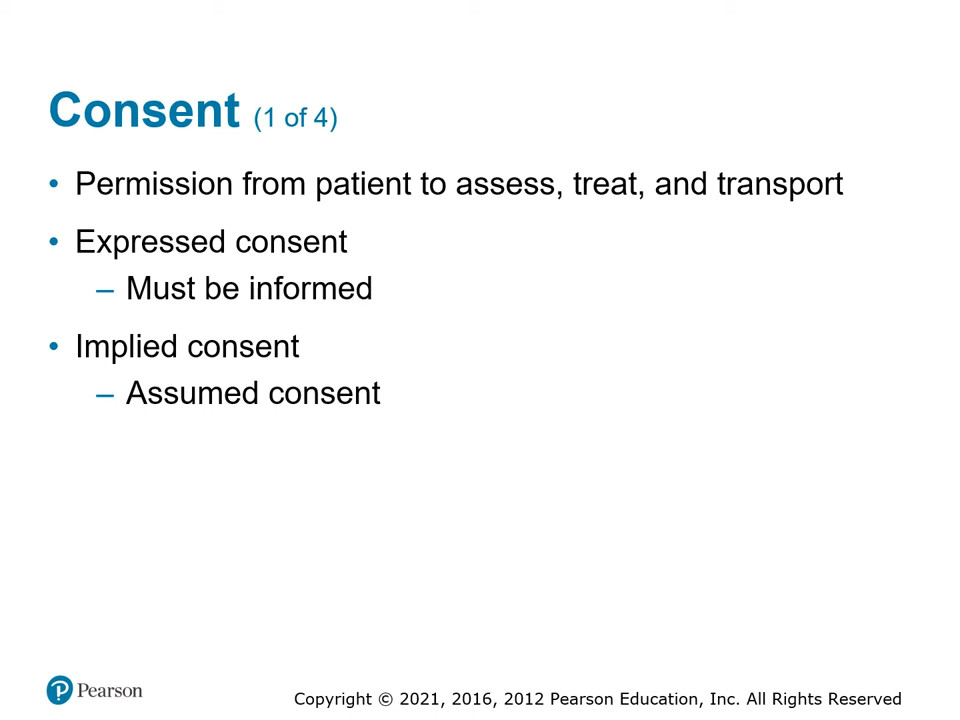 Consent (1 of 4)
• Permission from patient to assess, treat, and transport
• Expressed consent
– Must be informed
• Implied consent
– Assumed consent
Pearson
Copyright © 2021, 2016, 2012 Pearson Education, Inc. All Rights Reserved